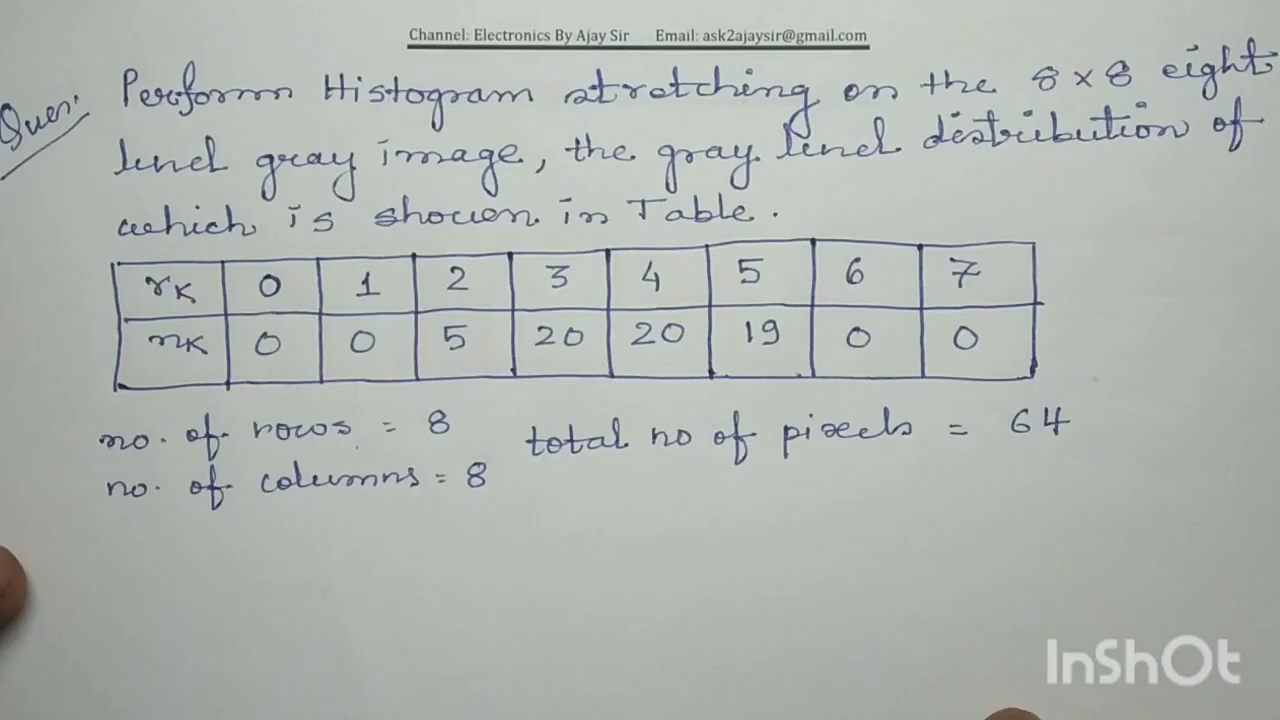 Channel: Electronics By Ajay Sir Email: ask2ajaysir@gmail.com
Ques: Perform Histogram stretching on the 8 × 8 eight
level gray image, the gray level distribution of
which is shown in Table.
rK 0 1 2 3 4 5 6 7
nK 0 0 5 20 20 19 0 0
no. of rows = 8 total no of pixels = 64
no. of columns = 8
InShOt